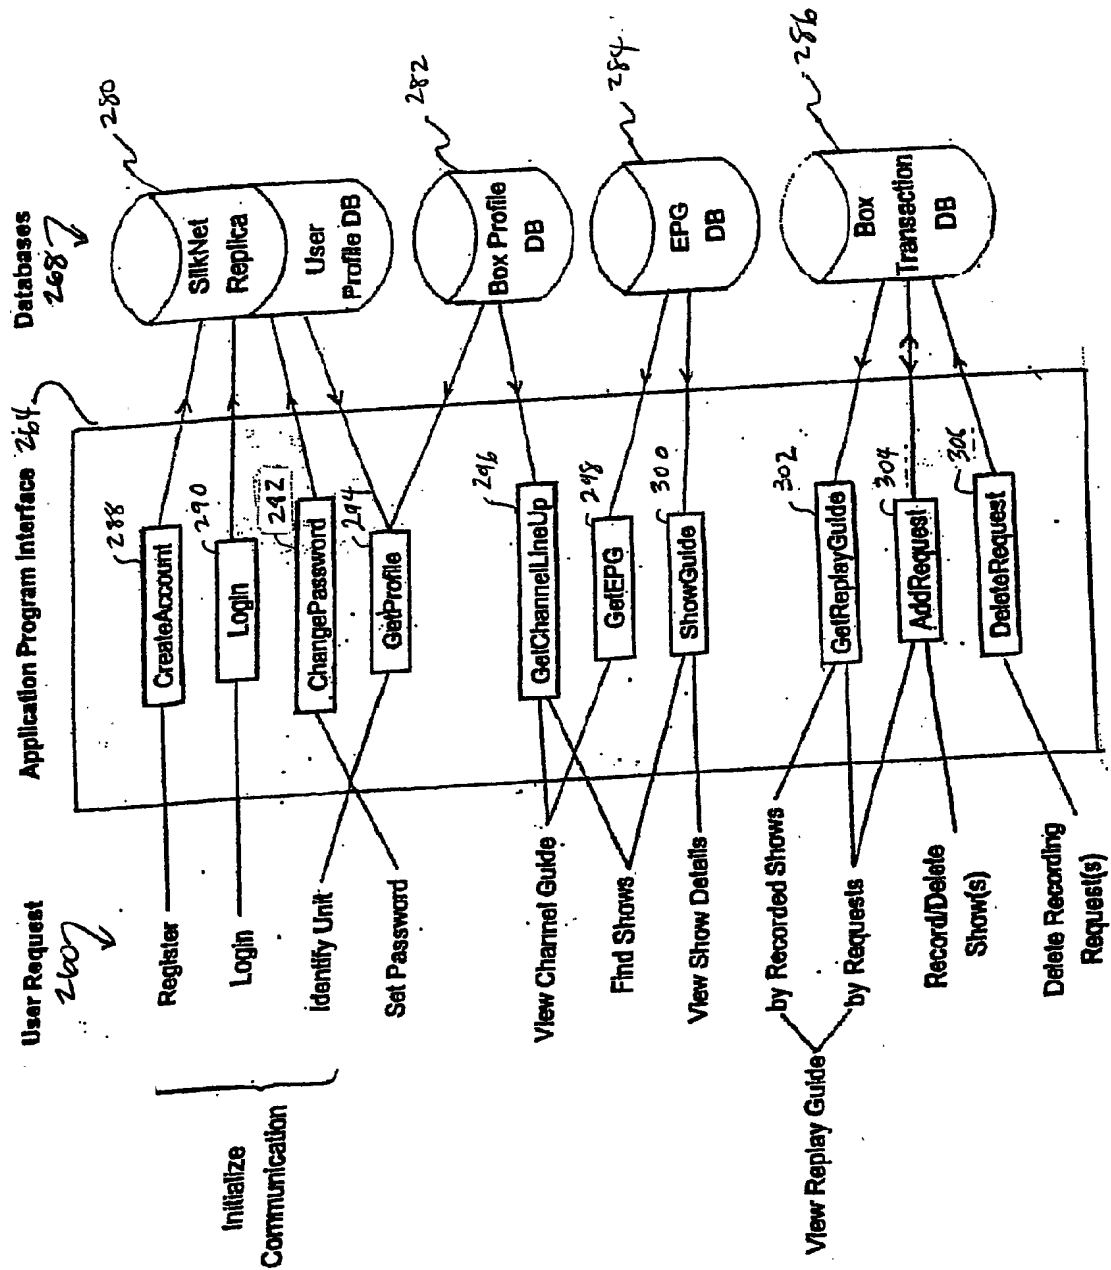 User Request
260
Application Program Interface 264
Databases
268
Initialize
Communication
Register
Login
Identify Unit
Set Password
View Channel Guide
Find Shows
View Show Details
View Replay Guide
by Recorded Shows
by Requests
Record/Delete
Show(s)
Delete Recording
Request(s)
CreateAccount
288
Login
290
ChangePassword
292
GetProfile
294
GetChannelLineUp
296
GetEPG
298
ShowGuide
300
GetReplayGuide
302
AddRequest
304
DeleteRequest
306
SilkNet
Replica
User
Profile DB
280
Box Profile
DB
282
EPG
DB
284
Box
Transection
DB
286